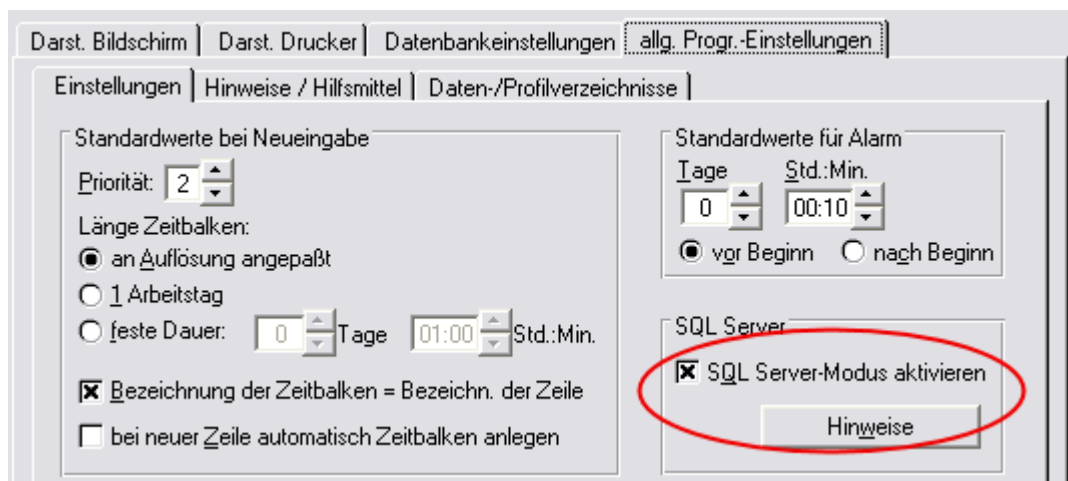 Darst. Bildschirm
Darst. Drucker
Datenbankeinstellungen
allg. Progr.-Einstellungen
Einstellungen
Hinweise / Hilfsmittel
Daten-/Profilverzeichnisse
Standardwerte bei Neueingabe
Priorität: 2
Länge Zeitbalken:
an Auflösung angepaßt
1 Arbeitstag
feste Dauer: 0 Tage 01:00 Std.:Min.
Bezeichnung der Zeitbalken = Bezeichn. der Zeile
bei neuer Zeile automatisch Zeitbalken anlegen
Standardwerte für Alarm
Tage Std.:Min.
0 00:10
vor Beginn nach Beginn
SQL Server
SQL Server-Modus aktivieren
Hinweise